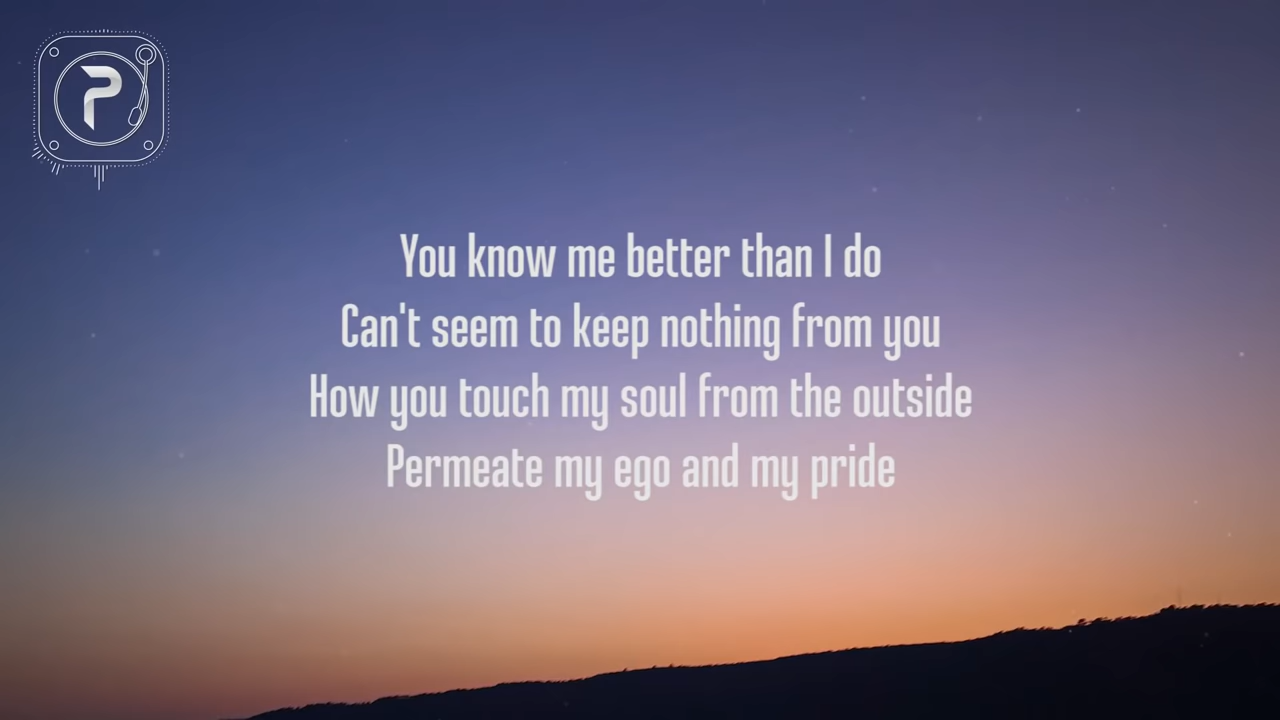 P
You know me better than I do
Can't seem to keep nothing from you
How you touch my soul from the outside
Permeate my ego and my pride